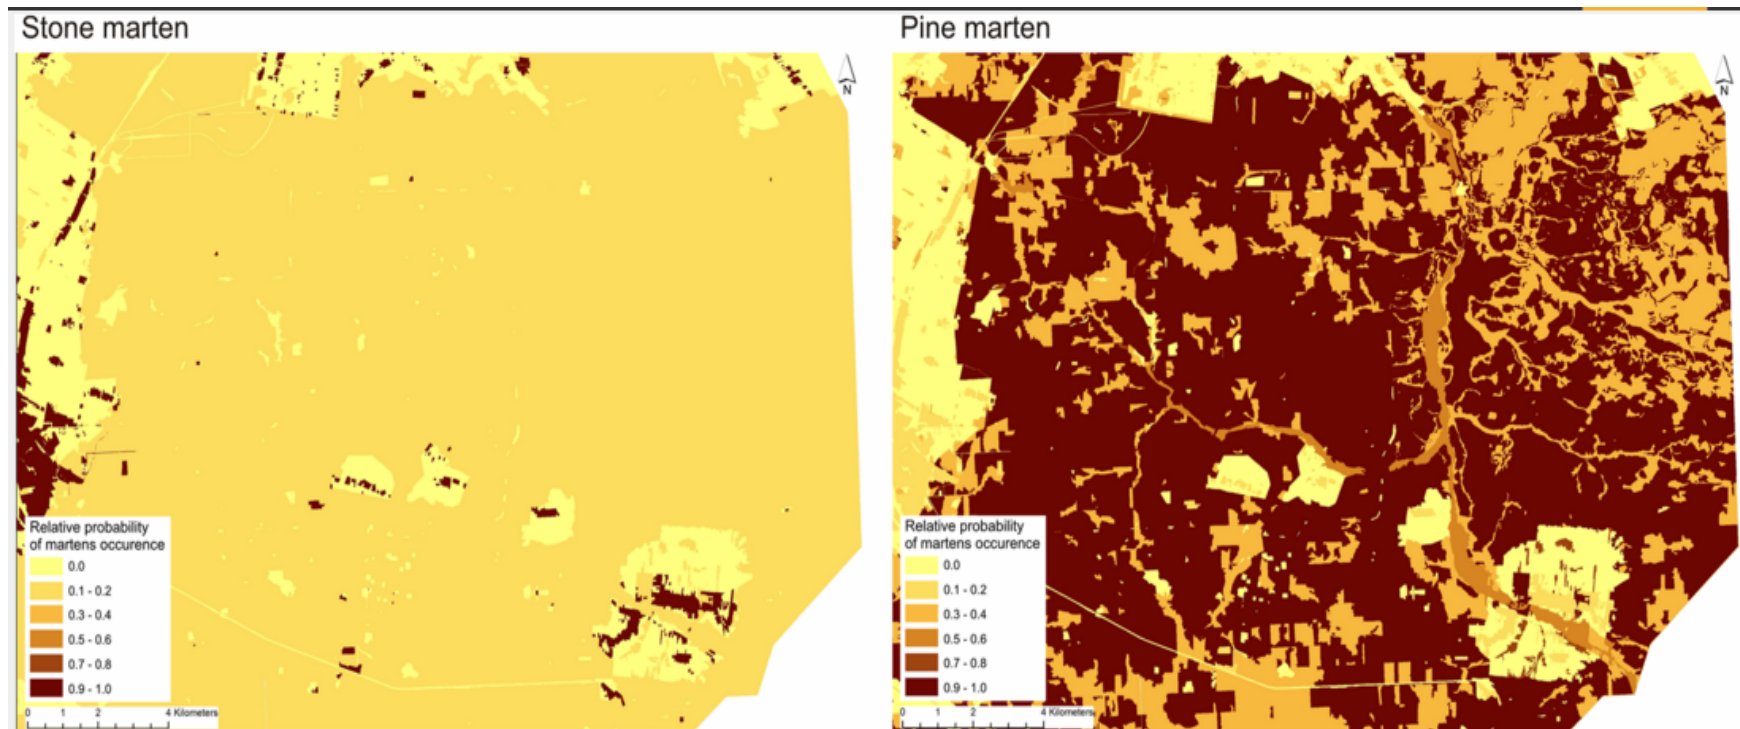 Stone marten
N
Relative probability
of martens occurence
0.0
0.1 - 0.2
0.3 - 0.4
0.5 - 0.6
0.7 - 0.8
0.9 - 1.0
0 1 2 4 Kilometers
Pine marten
N
Relative probability
of martens occurence
0.0
0.1 - 0.2
0.3 - 0.4
0.5 - 0.6
0.7 - 0.8
0.9 - 1.0
0 1 2 4 Kilometers